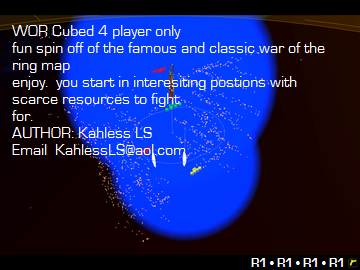 WOR Cubed 4 player only
fun spin off of the famous and classic war of the
ring map
enjoy.  you start in interesiting postions with
scarce resources to fight
for.
AUTHOR: Kahless LS
Email  KahlessLS@aol.com
R1 • R1 • R1 • R1 r